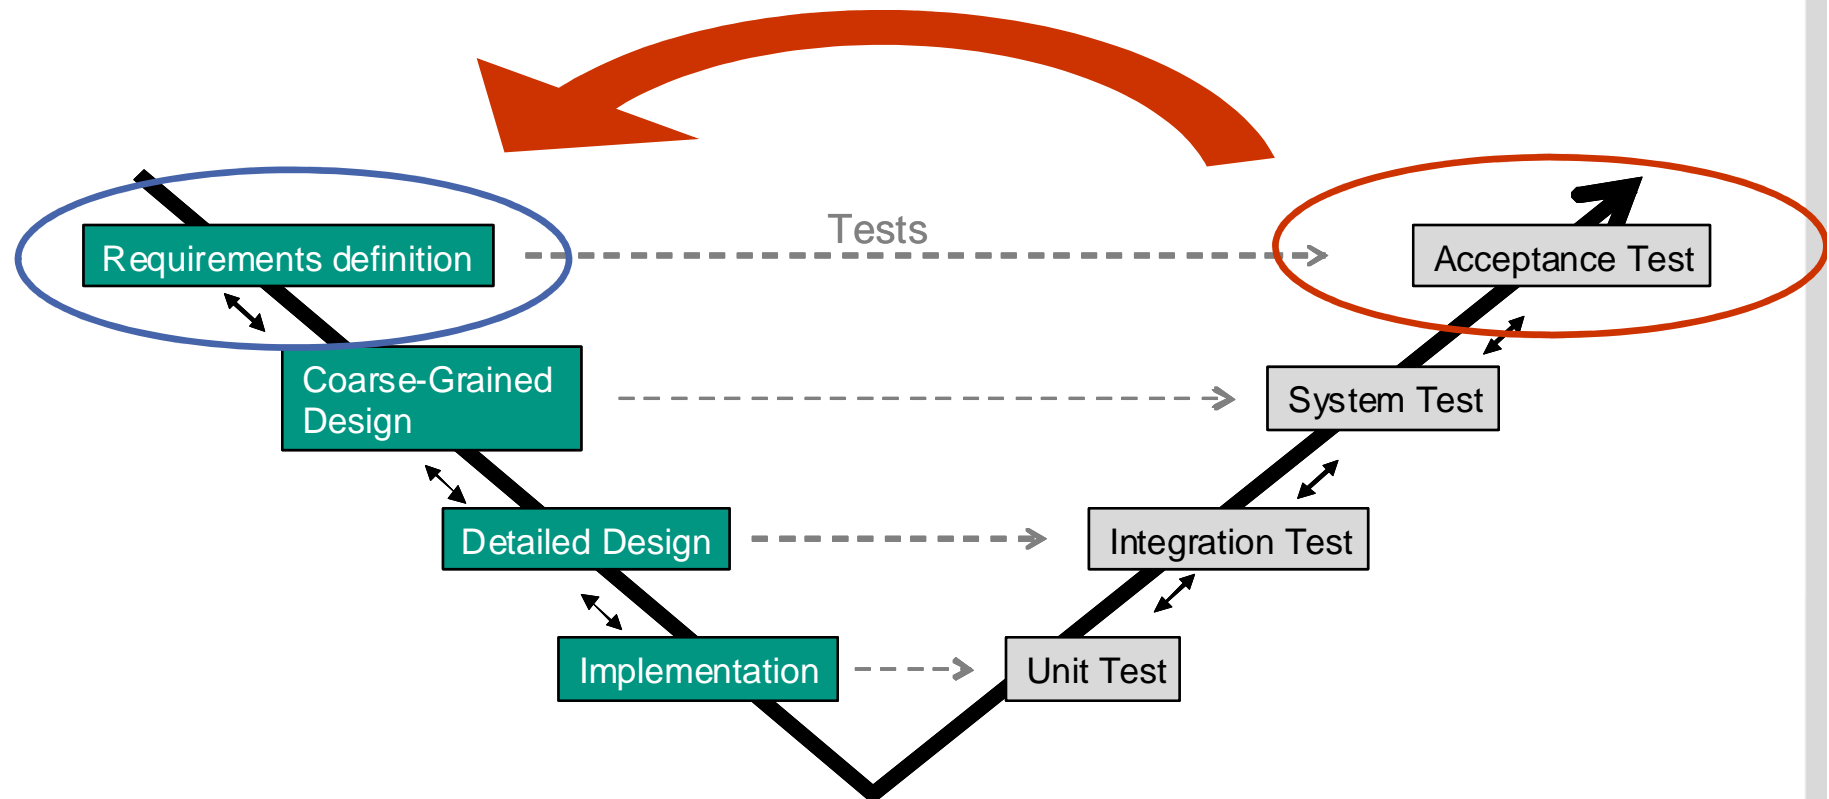 Tests
Requirements definition
Acceptance Test
Coarse-Grained
Design
System Test
Detailed Design
Integration Test
Implementation
Unit Test